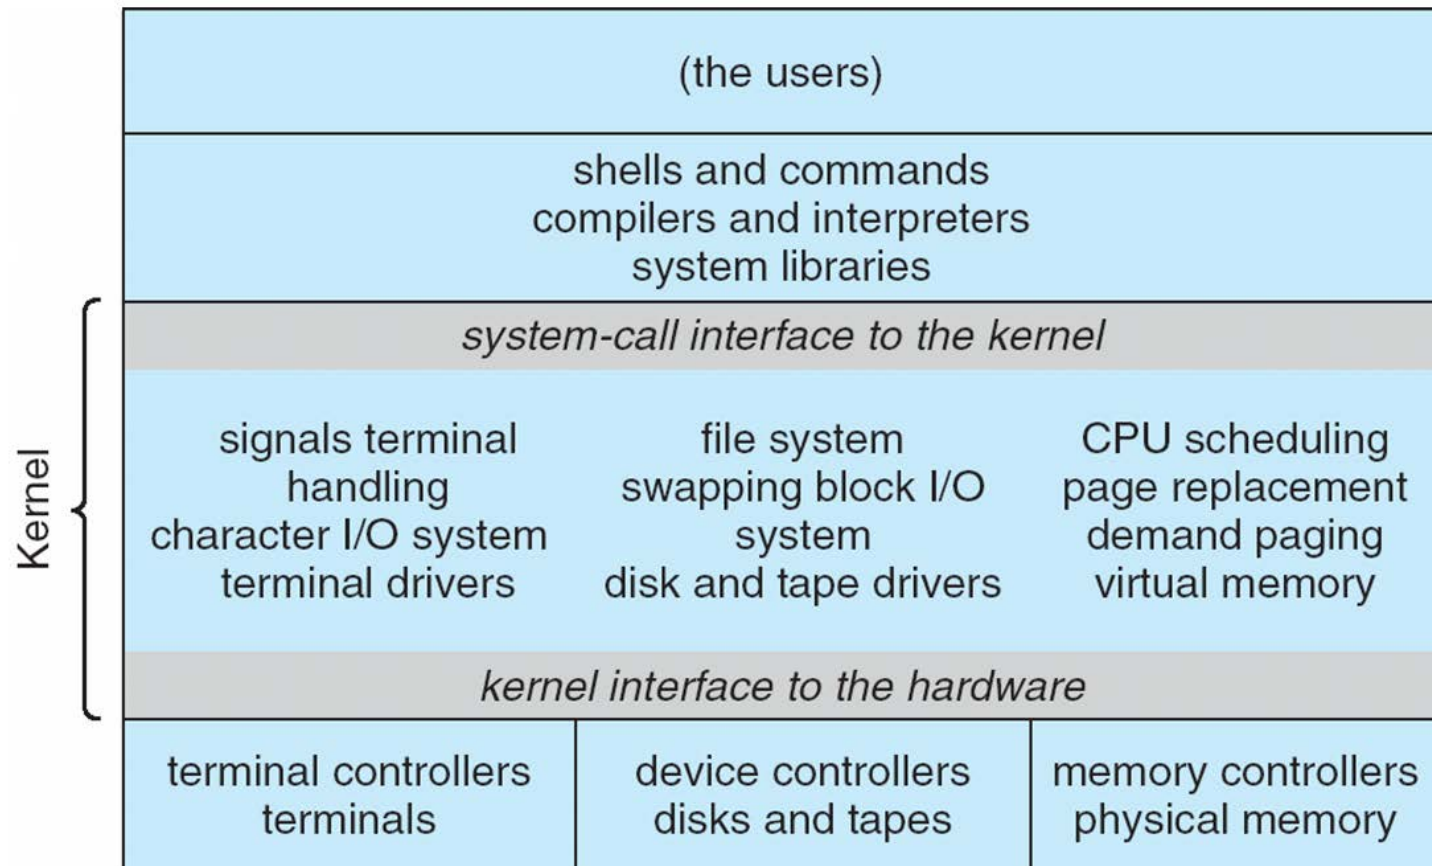 (the users)
shells and commands
compilers and interpreters
system libraries
system-call interface to the kernel
Kernel
signals terminal
handling
character I/O system
terminal drivers
file system
swapping block I/O
system
disk and tape drivers
CPU scheduling
page replacement
demand paging
virtual memory
kernel interface to the hardware
terminal controllers
terminals
device controllers
disks and tapes
memory controllers
physical memory